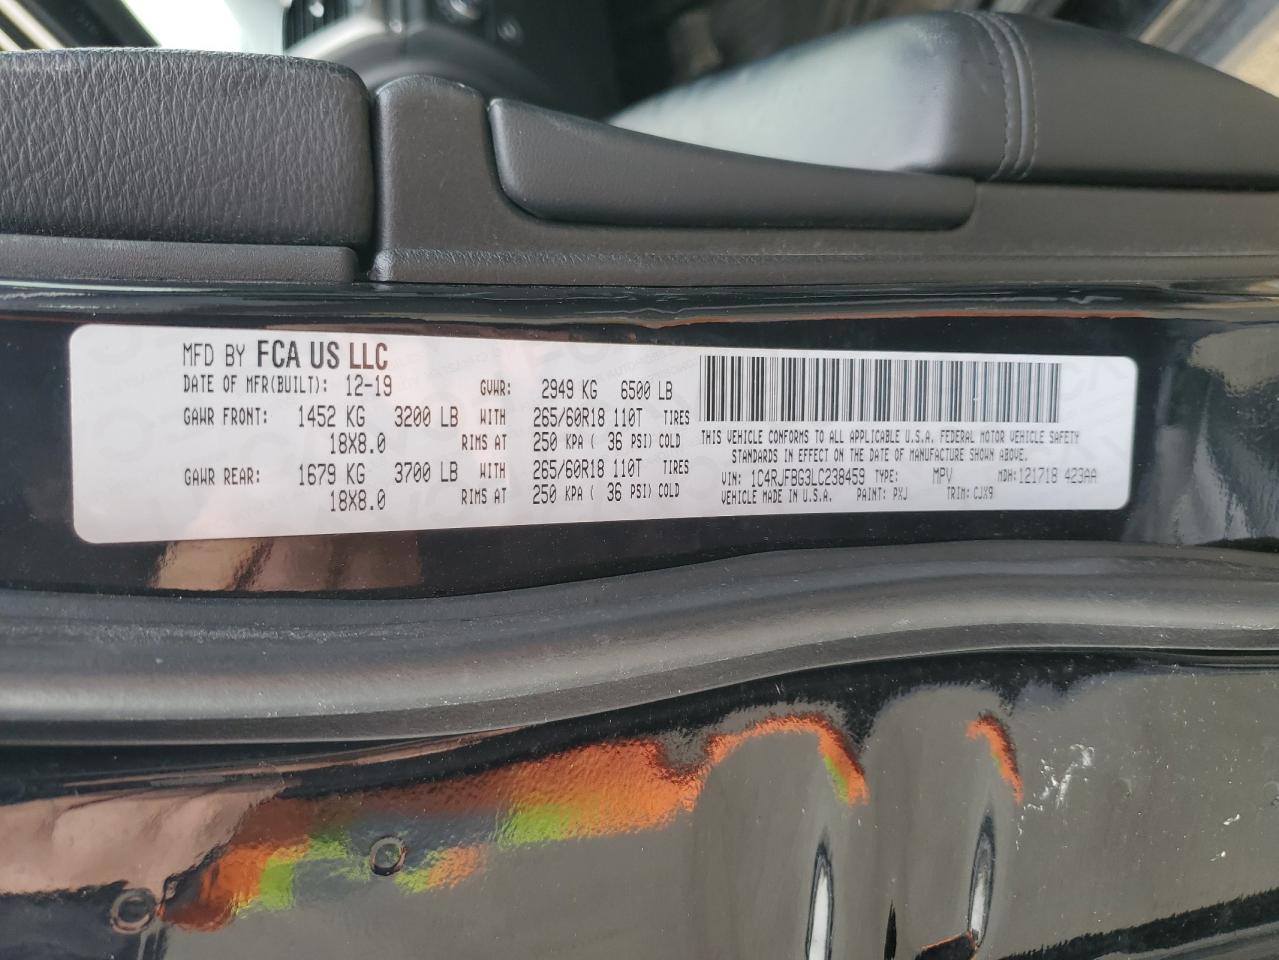 MFD BY FCA US LLC
DATE OF MFR(BUILT): 12-19 GVWR: 2949 KG 6500 LB
GAWR FRONT: 1452 KG 3200 LB WITH 265/60R18 110T TIRES
18X8.0 RIMS AT 250 KPA ( 36 PSI) COLD
GAWR REAR: 1679 KG 3700 LB WITH 265/60R18 110T TIRES
18X8.0 RIMS AT 250 KPA ( 36 PSI) COLD
THIS VEHICLE CONFORMS TO ALL APPLICABLE U.S.A. FEDERAL MOTOR VEHICLE SAFETY
STANDARDS IN EFFECT ON THE DATE OF MANUFACTURE SHOWN ABOVE.
VIN: 1C4RJFBG3LC238459 TYPE: MPV MDH: 121718 423AA
VEHICLE MADE IN U.S.A. PAINT: PXJ TRIM: CJX9